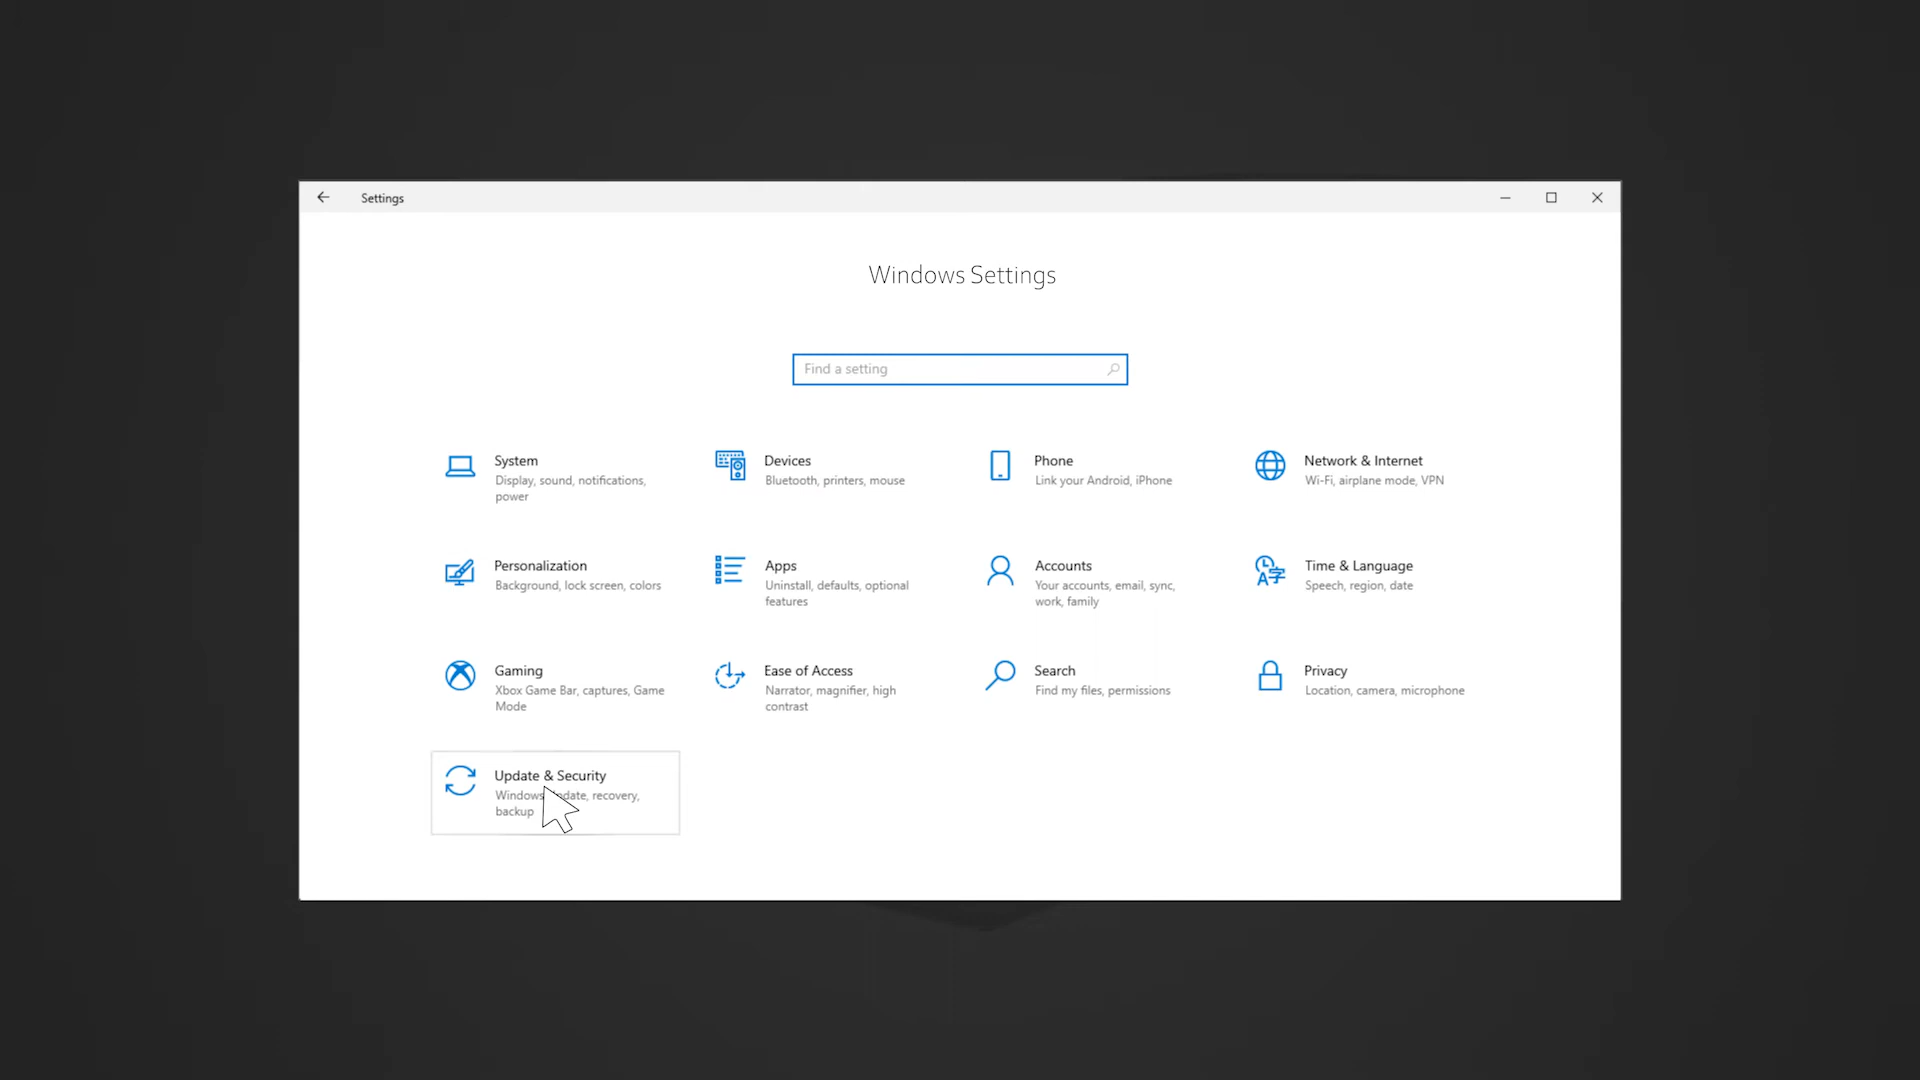 Settings
Windows Settings
Find a setting
System
Display, sound, notifications,
power
Devices
Bluetooth, printers, mouse
Phone
Link your Android, iPhone
Network & Internet
Wi-Fi, airplane mode, VPN
Personalization
Background, lock screen, colors
Apps
Uninstall, defaults, optional
features
Accounts
Your accounts, email, sync,
work, family
Time & Language
Speech, region, date
Gaming
Xbox Game Bar, captures, Game
Mode
Ease of Access
Narrator, magnifier, high
contrast
Search
Find my files, permissions
Privacy
Location, camera, microphone
Update & Security
Windows Update, recovery,
backup